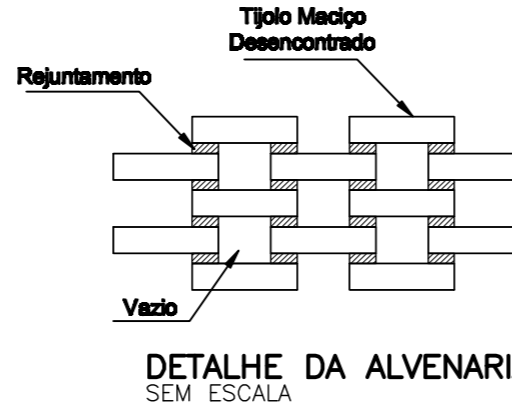 Tijolo Maciço
Desencontrado
Rejuntamento
Vazio
DETALHE DA ALVENARI
SEM ESCALA